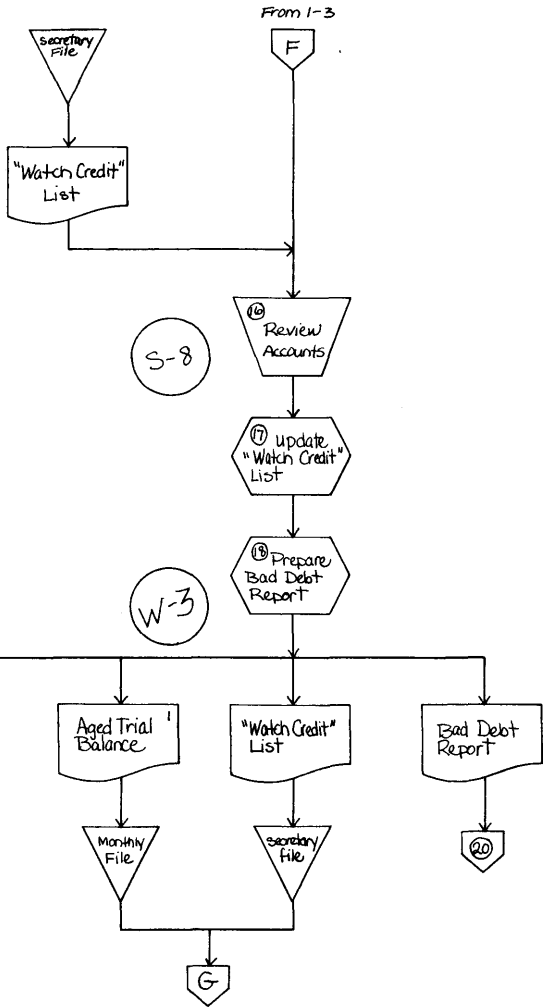 From 1-3
Secretary
File
F
"Watch Credit"
List
16
Review
Accounts
S-8
17 Update
"Watch Credit"
List
18 Prepare
Bad Debt
Report
W-3
Aged Trial 1
Balance
"Watch Credit"
List
Bad Debt
Report
Monthly
File
Secretary
file
20
G